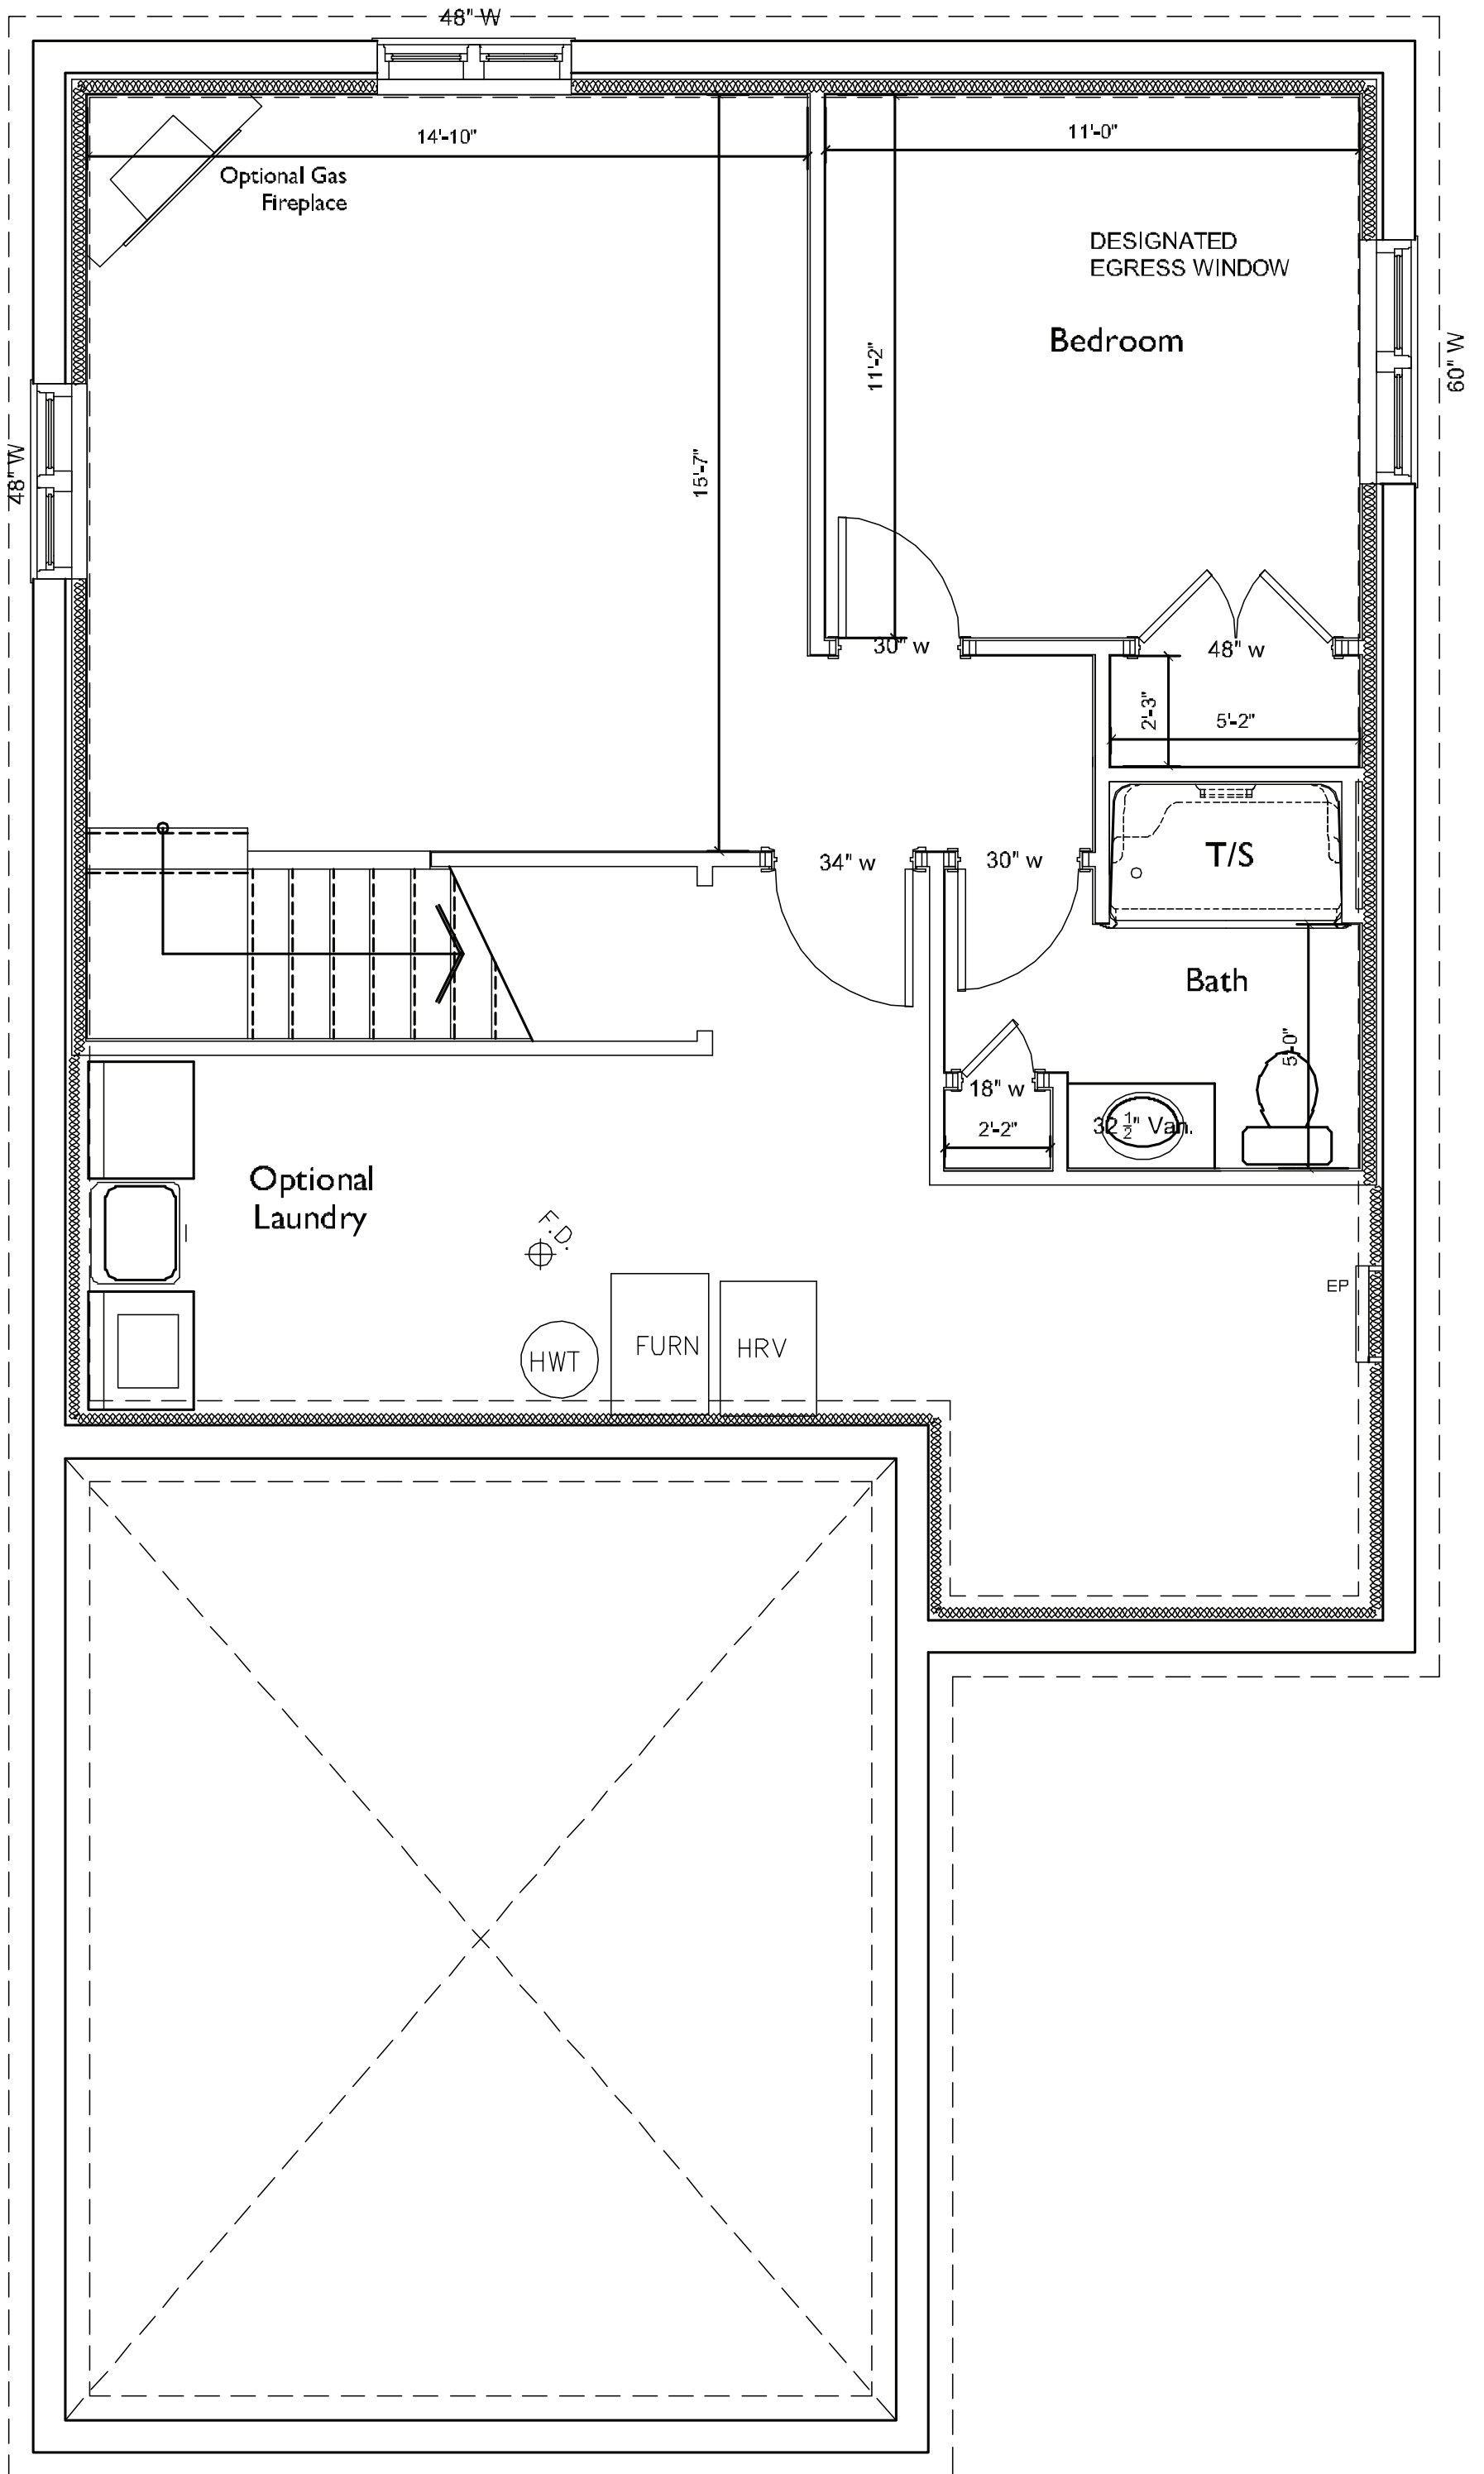 48" W
14'-10"
11'-0"
Optional Gas
Fireplace
DESIGNATED
EGRESS WINDOW
Bedroom
11'-2"
60" W
15'-7"
48" W
30" w
48" w
2'-3"
5'-2"
34" w
30" w
T/S
Bath
5'-0"
18" w
2'-2"
32 1/2" Van.
Optional
Laundry
F.D.
EP
HWT
FURN
HRV